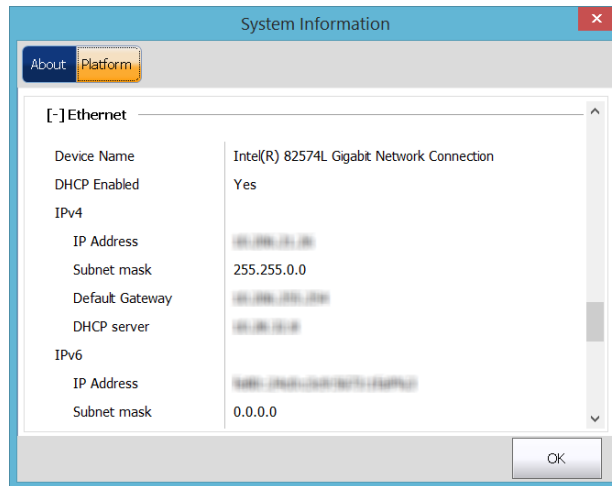 System Information
About Platform
[-] Ethernet
Device Name Intel(R) 82574L Gigabit Network Connection
DHCP Enabled Yes
IPv4
IP Address
Subnet mask 255.255.0.0
Default Gateway
DHCP server
IPv6
IP Address
Subnet mask 0.0.0.0
OK